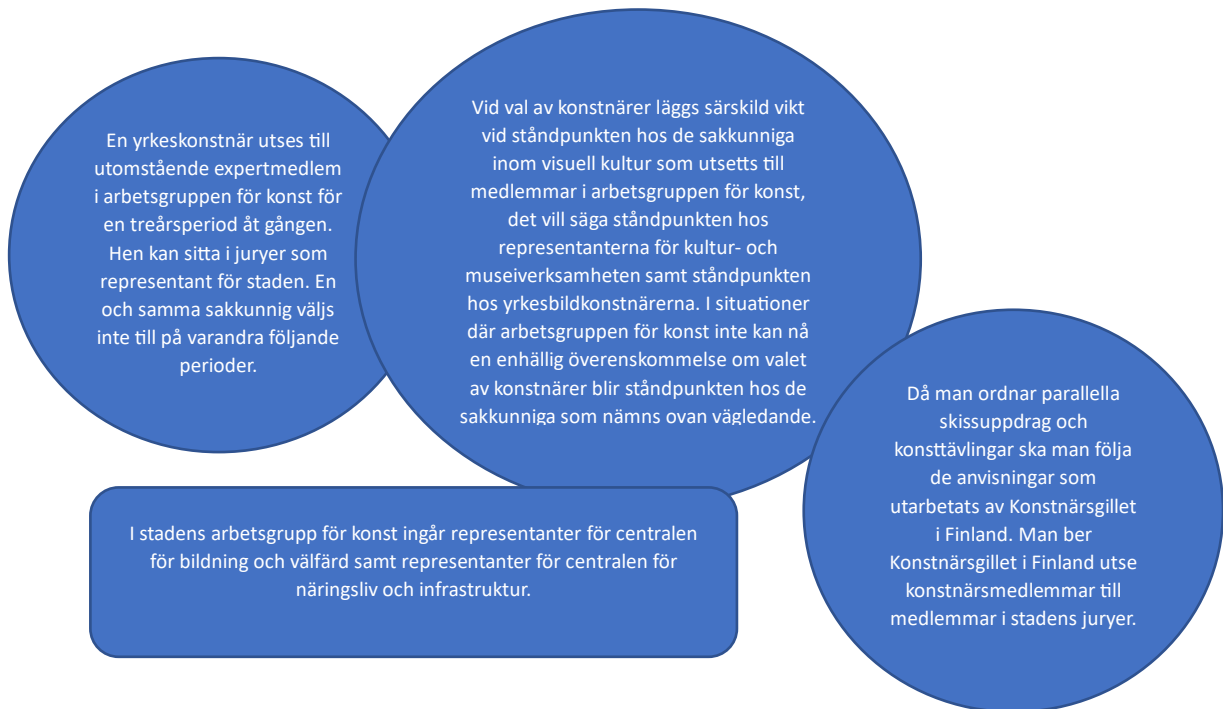 En yrkeskonstnär utses till
utomstående expertmedlem
i arbetsgruppen för konst för
en treårsperiod åt gången.
Hen kan sitta i juryer som
representant för staden. En
och samma sakkunnig väljs
inte till på varandra följande
perioder.
Vid val av konstnärer läggs särskild vikt
vid ståndpunkten hos de sakkunniga
inom visuell kultur som utsetts till
medlemmar i arbetsgruppen för konst,
det vill säga ståndpunkten hos
representanterna för kultur- och
museiverksamheten samt ståndpunkten
hos yrkesbildkonstnärerna. I situationer
där arbetsgruppen för konst inte kan nå
en enhällig överenskommelse om valet
av konstnärer blir ståndpunkten hos de
sakkunniga som nämns ovan vägledande.
Då man ordnar parallella
skissuppdrag och
konsttävlingar ska man följa
de anvisningar som
utarbetats av Konstnärsgillet
i Finland. Man ber
Konstnärsgillet i Finland utse
konstnärsmedlemmar till
medlemmar i stadens juryer.
I stadens arbetsgrupp för konst ingår representanter för centralen
för bildning och välfärd samt representanter för centralen för
näringsliv och infrastruktur.